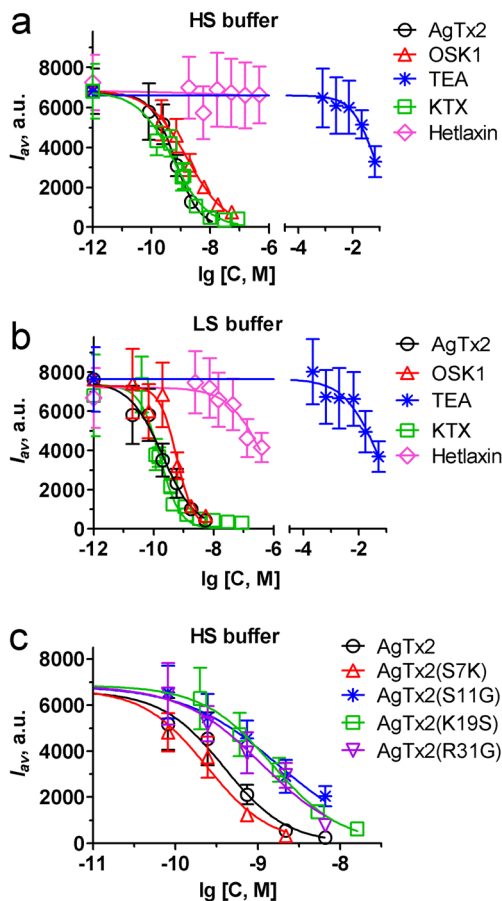 a
HS buffer
AgTx2
OSK1
TEA
KTX
Hetlaxin
I_av, a.u.
8000
6000
4000
2000
0
-12 -10 -8 -6 -4 -2
lg [C, M]
b
LS buffer
AgTx2
OSK1
TEA
KTX
Hetlaxin
I_av, a.u.
8000
6000
4000
2000
0
-12 -10 -8 -6 -4 -2
lg [C, M]
c
HS buffer
AgTx2
AgTx2(S7K)
AgTx2(S11G)
AgTx2(K19S)
AgTx2(R31G)
I_av, a.u.
8000
6000
4000
2000
0
-11 -10 -9 -8
lg [C, M]